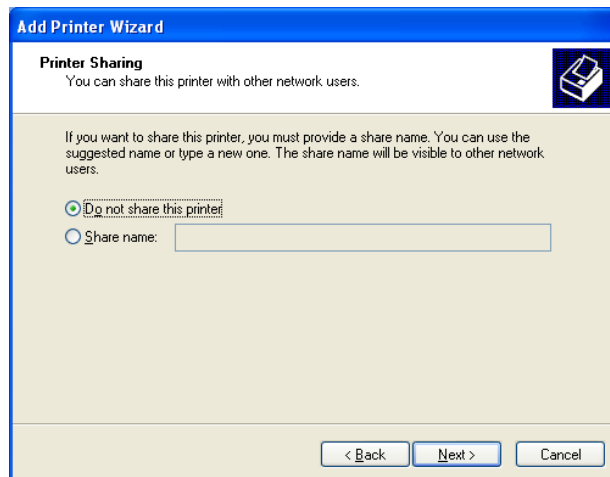 Add Printer Wizard
Printer Sharing
You can share this printer with other network users.
If you want to share this printer, you must provide a share name. You can use the
suggested name or type a new one. The share name will be visible to other network
users.
Do not share this printer
Share name:
< Back
Next >
Cancel